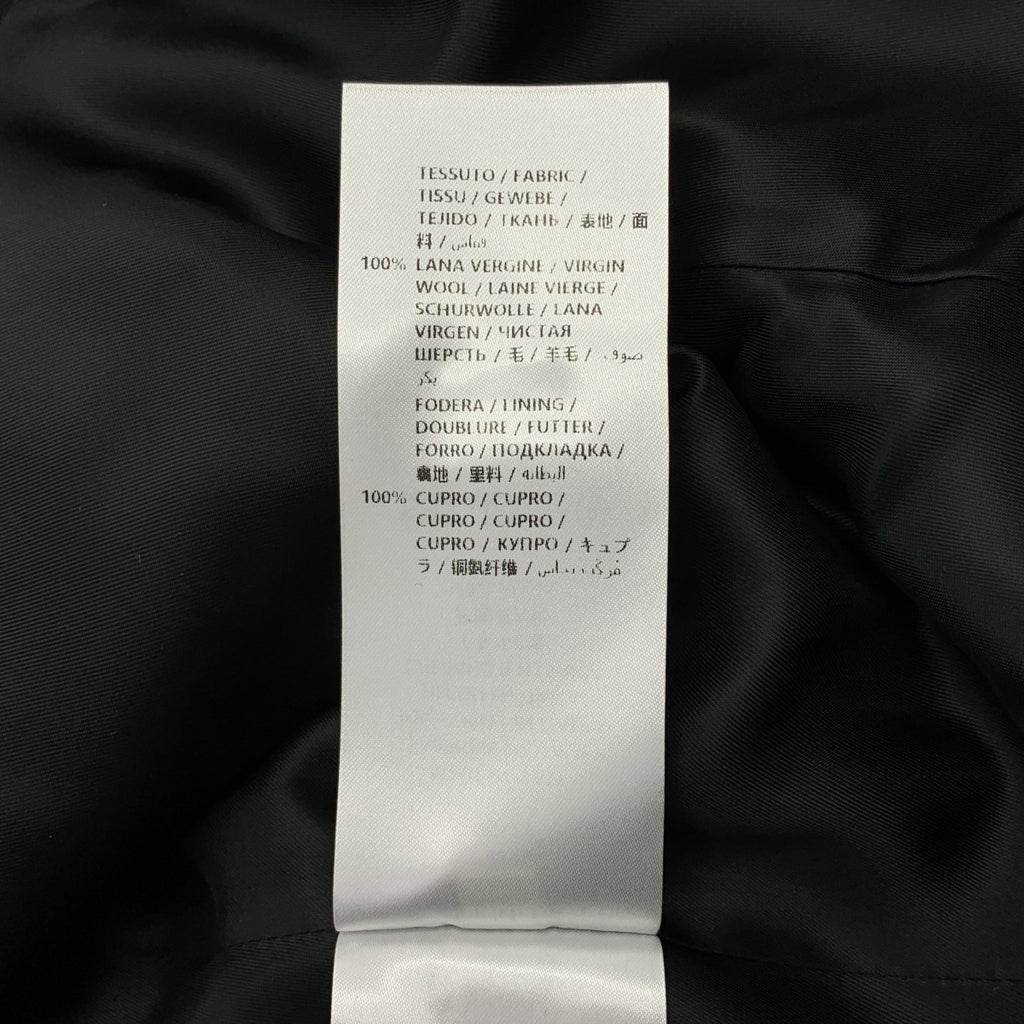 TESSUTO / FABRIC /
TISSU / GEWEBE /
TEJIDO / ТКАНЬ / 表地 / 面
料 / قماش
100% LANA VERGINE / VIRGIN
WOOL / LAINE VIERGE /
SCHURWOLLE / LANA
VIRGEN / ЧИСТАЯ
ШЕРСТЬ / 毛 / 羊毛 / صوف
بكر
FODERA / LINING /
DOUBLURE / FUTTER /
FORRO / ПОДКЛАДКА /
裏地 / 里料 / البطانة
100% CUPRO / CUPRO /
CUPRO / CUPRO /
CUPRO / КУПРО / キュプ
ラ / 铜氨纤维 /